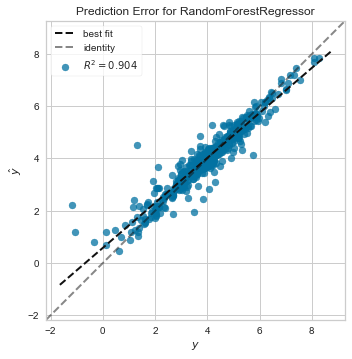 Prediction Error for RandomForestRegressor
best fit
identity
R² = 0.904
ŷ
8
6
4
2
0
−2
−2 0 2 4 6 8
y